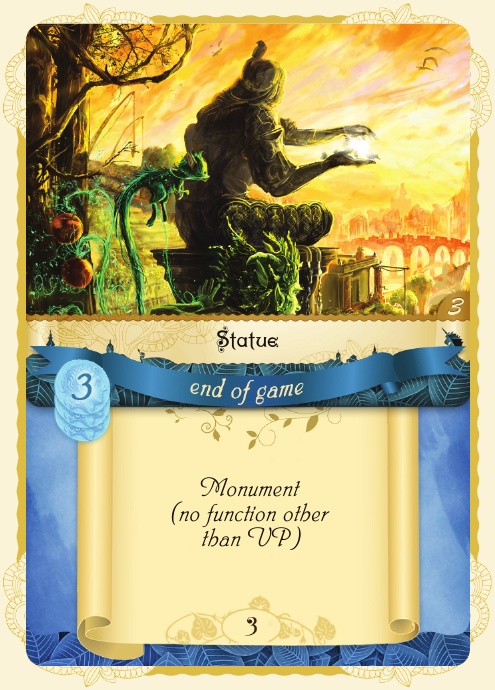 3
Statue
3
end of game
Monument
(no function other
than VP)
3